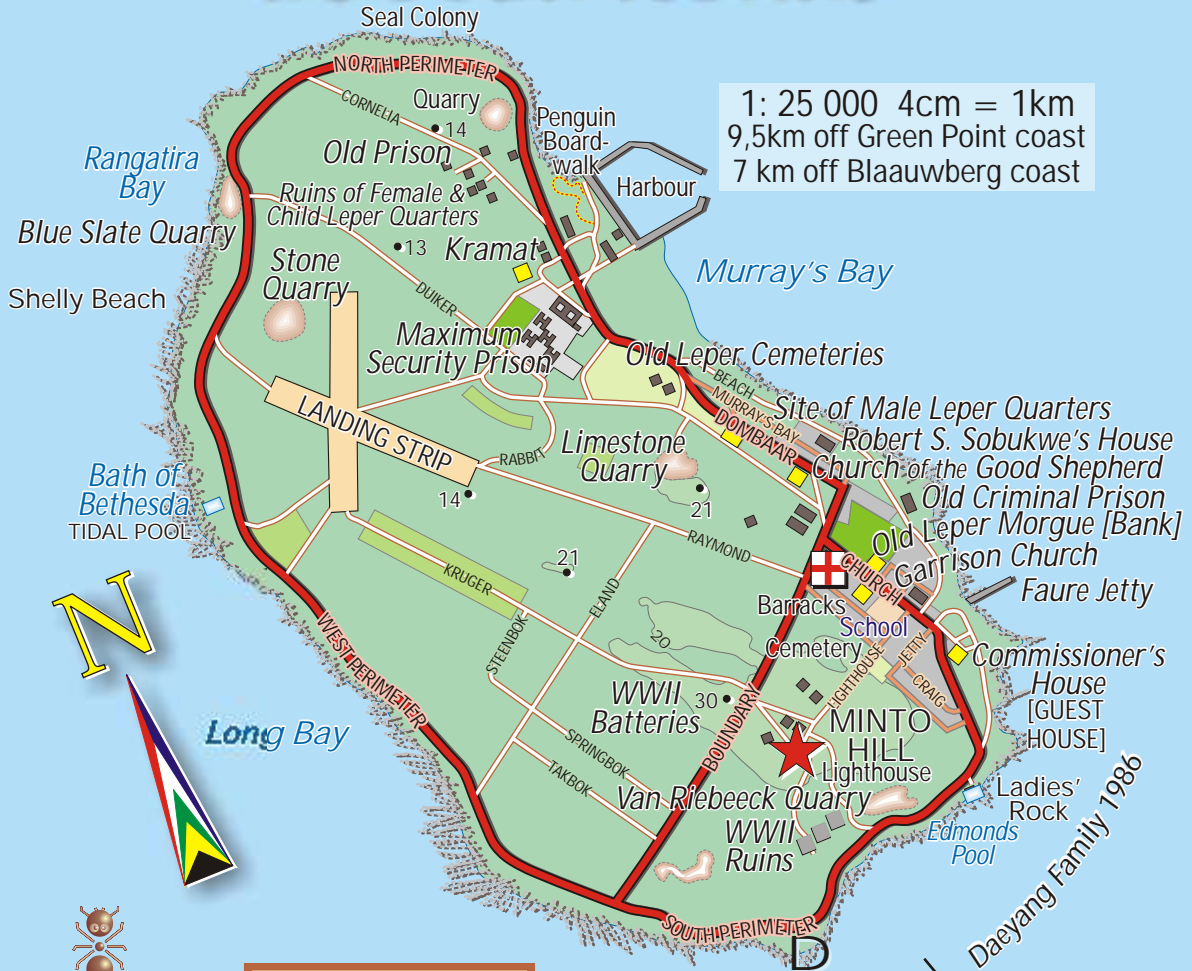 Seal Colony
NORTH PERIMETER
CORNELIA
Quarry
14
Old Prison
Penguin
Board-
walk
Harbour
1: 25 000 4cm = 1km
9,5km off Green Point coast
7 km off Blaauwberg coast
Rangatira
Bay
Ruins of Female &
Child Leper Quarters
Blue Slate Quarry
13
Kramat
Stone
Quarry
Murray's Bay
Shelly Beach
DUIKER
Maximum
Security Prison
Old Leper Cemeteries
BEACH
MURRAY'S BAY
DOMBAAR
Site of Male Leper Quarters
Robert S. Sobukwe's House
Church of the Good Shepherd
Old Criminal Prison
Old Leper Morgue [Bank]
Garrison Church
Faure Jetty
LANDING STRIP
RABBIT
Limestone
Quarry
21
14
Bath of
Bethesda
TIDAL POOL
RAYMOND
CHURCH
21
KRUGER
ELAND
STEENBOK
20
Barracks
School
Cemetery
LIGHTHOUSE
JETTY
CRAIG
Commissioner's
House
[GUEST
HOUSE]
N
WEST PERIMETER
Long Bay
WWII
Batteries
30
BOUNDARY
MINTO
HILL
Lighthouse
SPRINGBOK
TAKBOK
Van Riebeeck Quarry
Ladies'
Rock
Edmonds
Pool
WWII
Ruins
Daeyang Family 1986
SOUTH PERIMETER
D